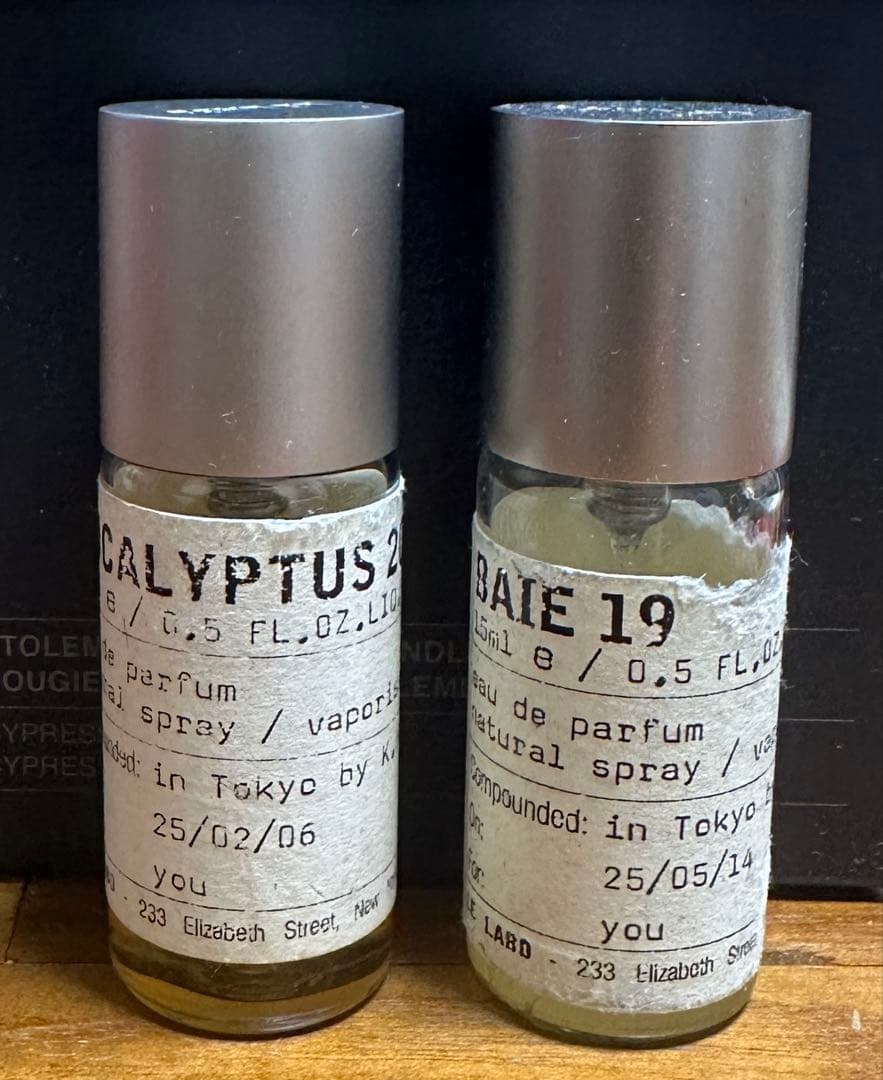 CALYPTUS 2
e / 0.5 FL.OZ.LIQ.
de parfum
al spray / vaporis
unded: in Tokyo by K.
25/02/06
you
- 233 Elizabeth Street, New
BAIE 19
15ml e / 0.5 FL.OZ
eau de parfum
natural spray / va
compounded: in Tokyo b
On: 25/05/14
for: you
LE LABO - 233 Elizabeth Stree
TOLEM
OUGIE
YPRES
YPRES
NDL
LEM